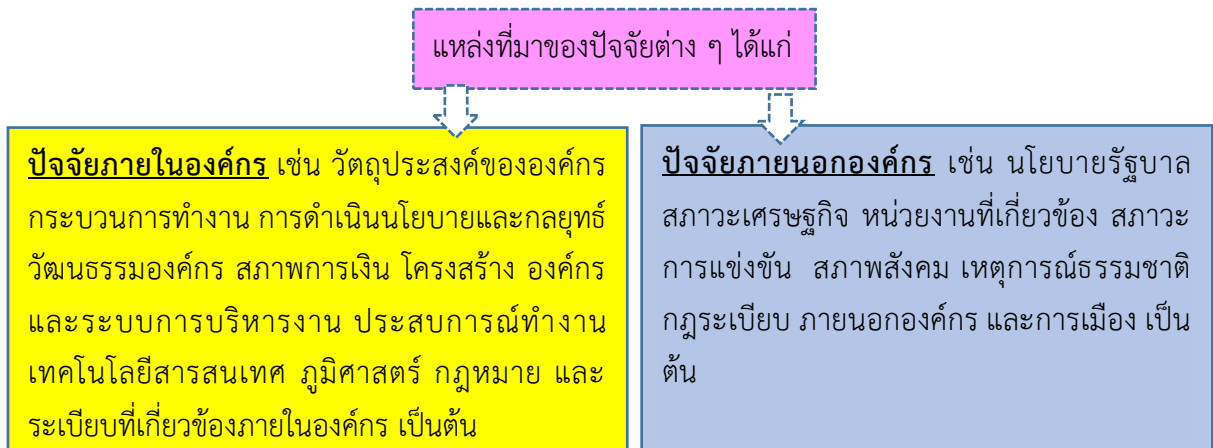 แหล่งที่มาของปัจจัยต่าง ๆ ได้แก่
ปัจจัยภายในองค์กร เช่น วัตถุประสงค์ขององค์กร
กระบวนการทำงาน การดำเนินนโยบายและกลยุทธ์
วัฒนธรรมองค์กร สภาพการเงิน โครงสร้าง องค์กร
และระบบการบริหารงาน ประสบการณ์ทำงาน
เทคโนโลยีสารสนเทศ ภูมิศาสตร์ กฎหมาย และ
ระเบียบที่เกี่ยวข้องภายในองค์กร เป็นต้น
ปัจจัยภายนอกองค์กร เช่น นโยบายรัฐบาล
สภาวะเศรษฐกิจ หน่วยงานที่เกี่ยวข้อง สภาวะ
การแข่งขัน สภาพสังคม เหตุการณ์ธรรมชาติ
กฎระเบียบ ภายนอกองค์กร และการเมือง เป็น
ต้น